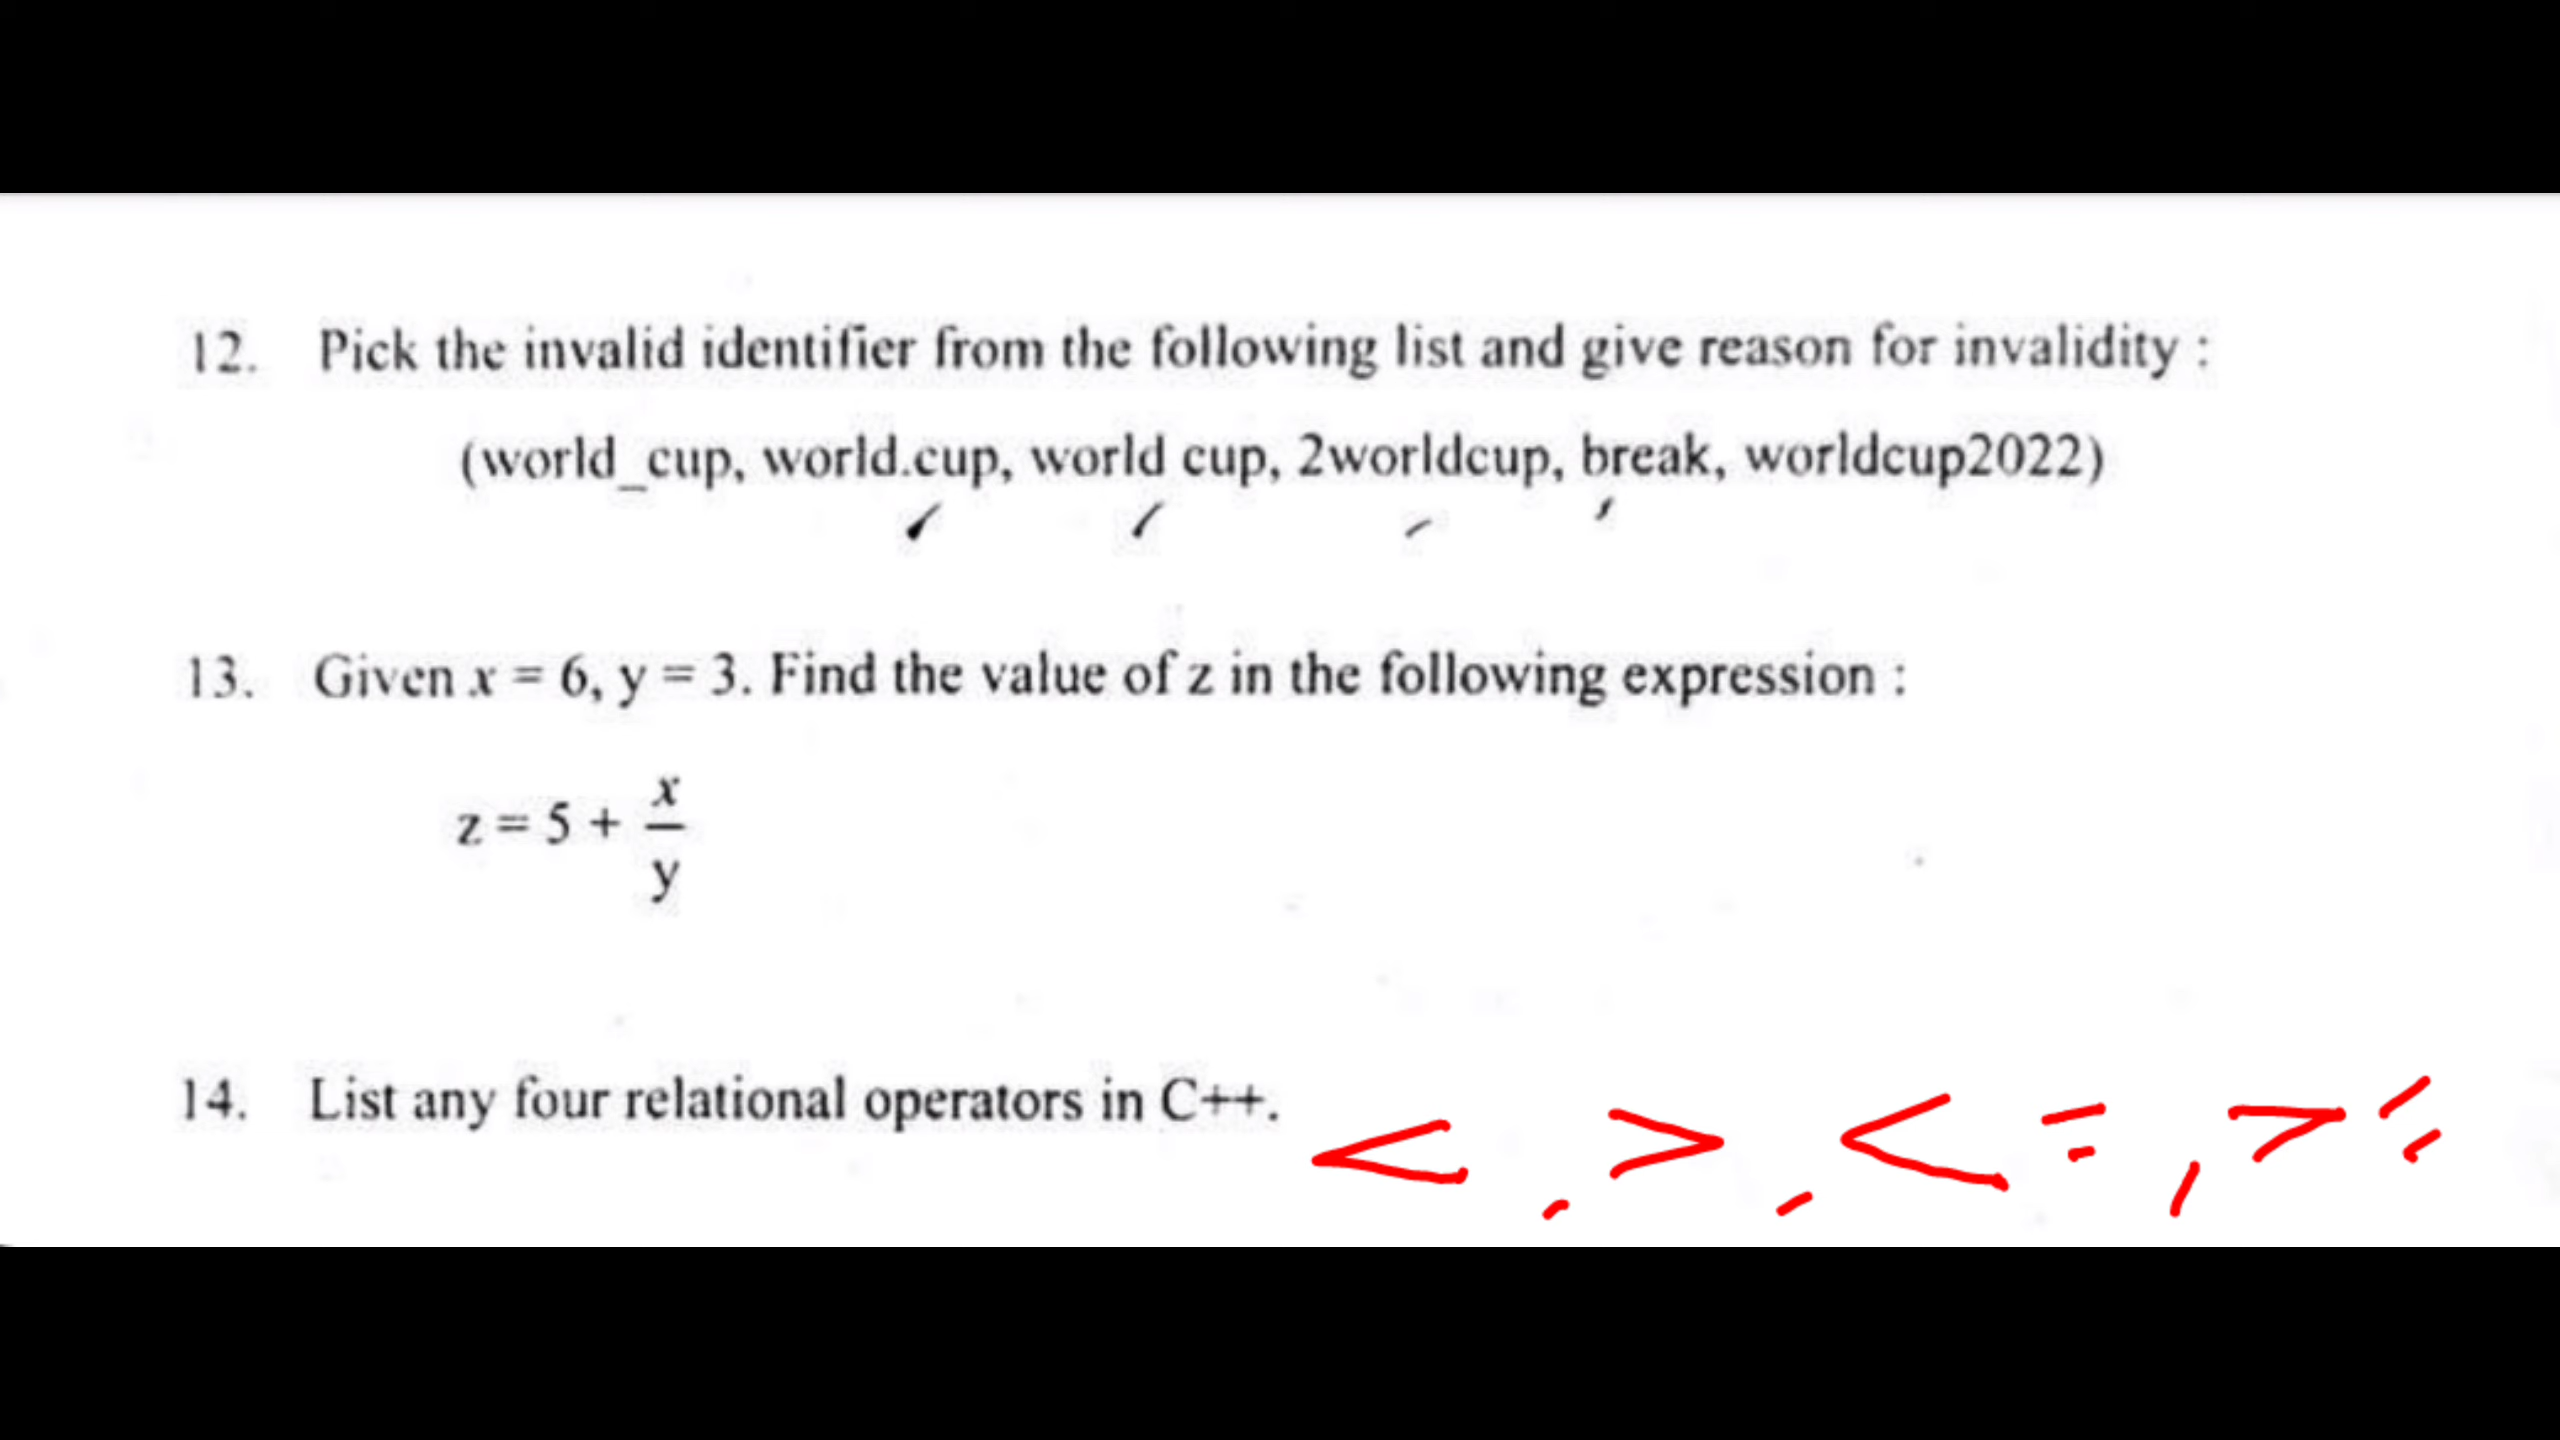 12. Pick the invalid identifier from the following list and give reason for invalidity :
(world_cup, world.cup, world cup, 2worldcup, break, worldcup2022)
13. Given x = 6, y = 3. Find the value of z in the following expression :
z = 5 + x/y
14. List any four relational operators in C++. < , > , < = , > =